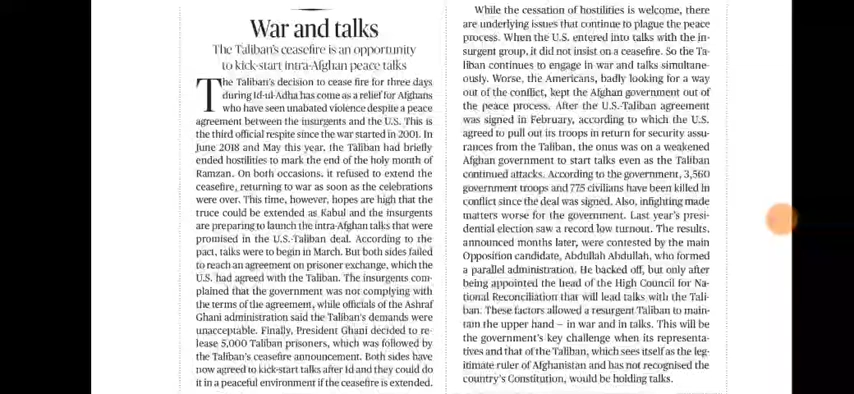 War and talks
The Taliban's ceasefire is an opportunity
to kick-start intra-Afghan peace talks
The Taliban's decision to cease fire for three days
during Id-ul-Adha has come as a relief for Afghans
who have seen unabated violence despite a peace
agreement between the insurgents and the U.S. This is
the third official respite since the war started in 2001. In
June 2018 and May this year, the Taliban had briefly
ended hostilities to mark the end of the holy month of
Ramzan. On both occasions, it refused to extend the
ceasefire, returning to war as soon as the celebrations
were over. This time, however, hopes are high that the
truce could be extended as Kabul and the insurgents
are preparing to launch the intra-Afghan talks that were
promised in the U.S.-Taliban deal. According to the
pact, talks were to begin in March. But both sides failed
to reach an agreement on prisoner exchange, which the
U.S. had agreed with the Taliban. The insurgents com-
plained that the government was not complying with
the terms of the agreement, while officials of the Ashraf
Ghani administration said the Taliban's demands were
unacceptable. Finally, President Ghani decided to re-
lease 5,000 Taliban prisoners, which was followed by
the Taliban's ceasefire announcement. Both sides have
now agreed to kick-start talks after Id and they could do
it in a peaceful environment if the ceasefire is extended.
While the cessation of hostilities is welcome, there
are underlying issues that continue to plague the peace
process. When the U.S. entered into talks with the in-
surgent group, it did not insist on a ceasefire. So the Ta-
liban continues to engage in war and talks simultane-
ously. Worse, the Americans, badly looking for a way
out of the conflict, kept the Afghan government out of
the peace process. After the U.S.-Taliban agreement
was signed in February, according to which the U.S.
agreed to pull out its troops in return for security assu-
rances from the Taliban, the onus was on a weakened
Afghan government to start talks even as the Taliban
continued attacks. According to the government, 3,560
government troops and 775 civilians have been killed in
conflict since the deal was signed. Also, infighting made
matters worse for the government. Last year's presi-
dential election saw a record low turnout. The results,
announced months later, were contested by the main
Opposition candidate, Abdullah Abdullah, who formed
a parallel administration. He backed off, but only after
being appointed the head of the High Council for Na-
tional Reconciliation that will lead talks with the Tali-
ban. These factors allowed a resurgent Taliban to main-
tain the upper hand – in war and in talks. This will be
the government's key challenge when its representa-
tives and that of the Taliban, which sees itself as the leg-
itimate ruler of Afghanistan and has not recognised the
country's Constitution, would be holding talks.